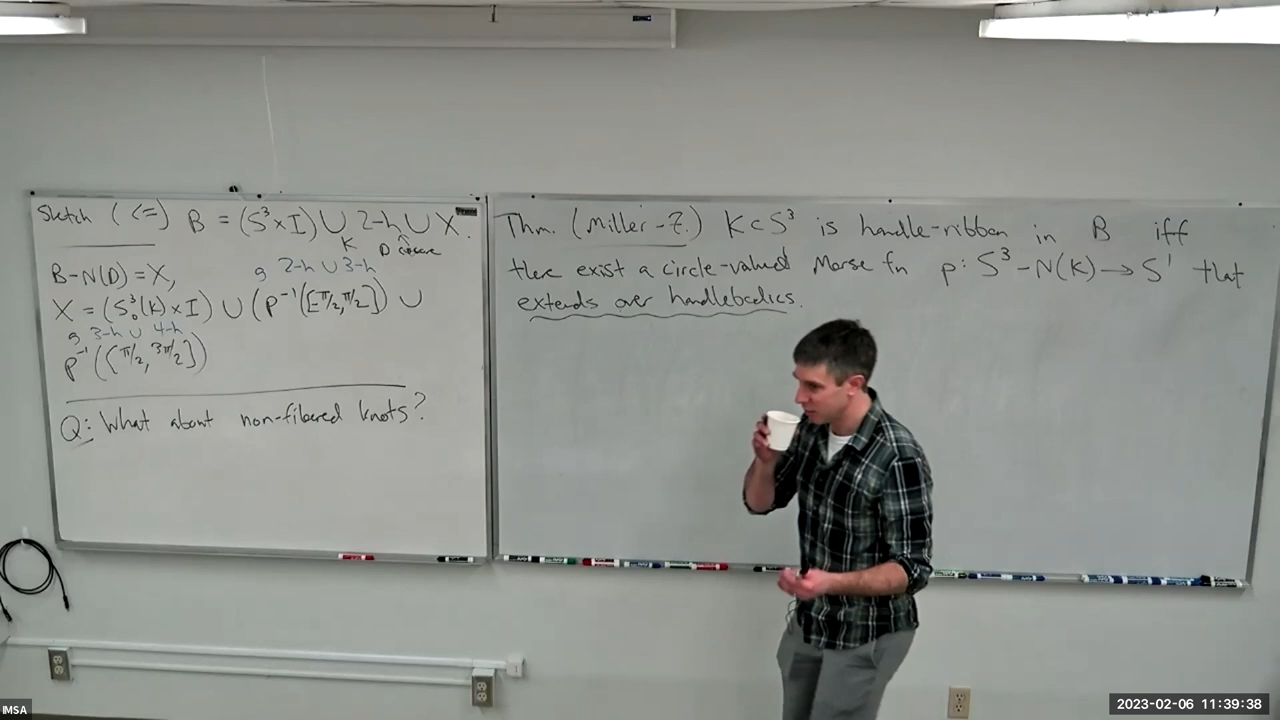 Sketch (<=) B = (S³×I) ∪ 2-h ∪ X.
K D cocore
B-N(D) = X,
g 2-h ∪ 3-h
X = (S³₀(K)×I) ∪ (P⁻¹([-π/2, π/2]) ∪
g 3-h ∪ 4-h
P⁻¹([π/2, 3π/2]))
Q: What about non-fibered knots?
Thm. (Miller-Z.) K⊂S³ is handle-ribbon in B iff
there exist a circle-valued Morse fn p: S³-N(K)→S¹ that
extends over handlebodies.
IMSA
2023-02-06 11:39:38